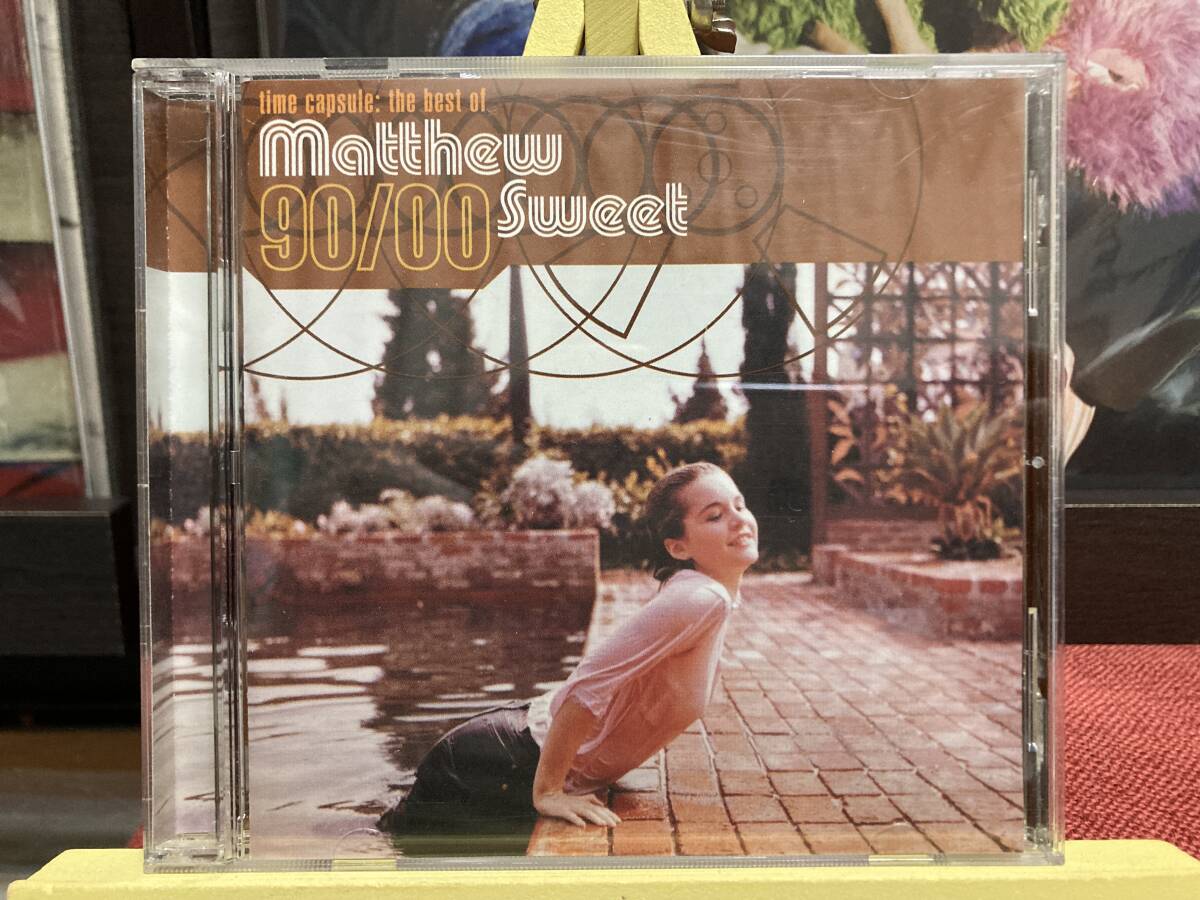 time capsule: the best of
Matthew
90/00 Sweet